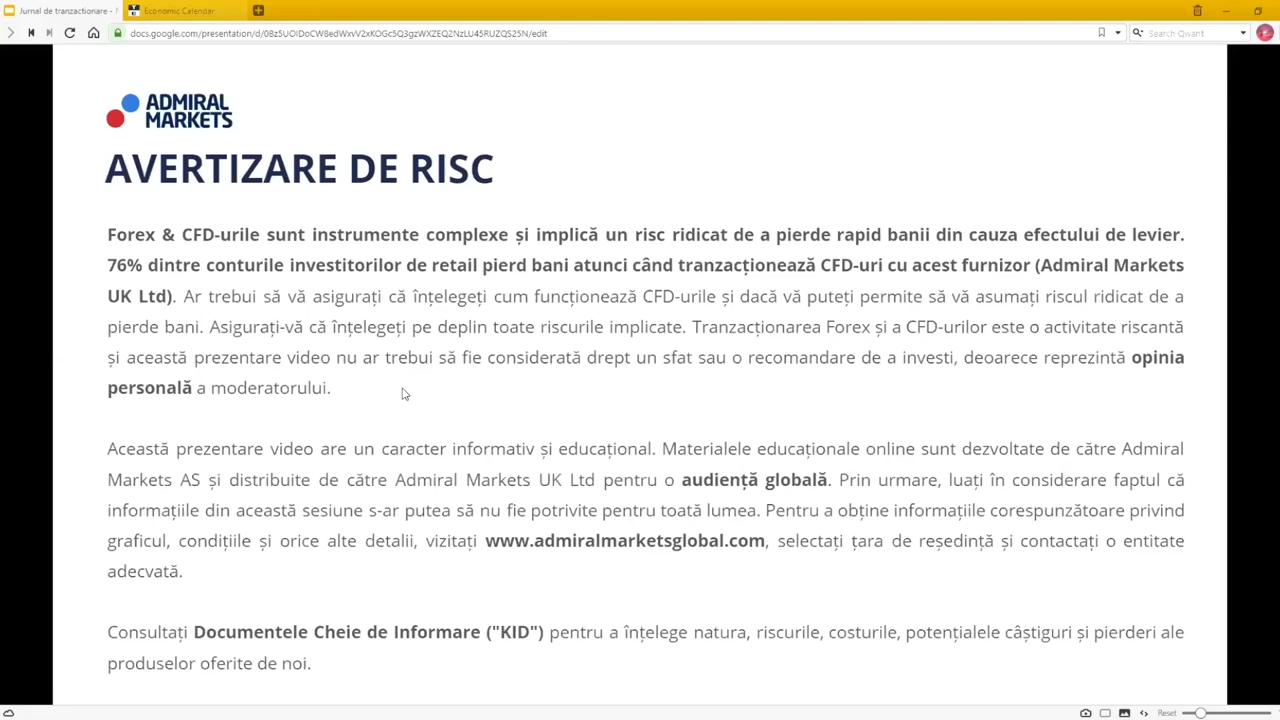 Jurnal de tranzactionare -
Economic Calendar
docs.google.com/presentation/d/08z5UOIDoCW8edWxvV2xKOGc5Q3gzWXZEQ2NzLU45RUZQS25N/edit
Search Qwant
ADMIRAL
MARKETS
AVERTIZARE DE RISC
Forex & CFD-urile sunt instrumente complexe și implică un risc ridicat de a pierde rapid banii din cauza efectului de levier.
76% dintre conturile investitorilor de retail pierd bani atunci când tranzacționează CFD-uri cu acest furnizor (Admiral Markets
UK Ltd). Ar trebui să vă asigurați că înțelegeți cum funcționează CFD-urile și dacă vă puteți permite să vă asumați riscul ridicat de a
pierde bani. Asigurați-vă că înțelegeți pe deplin toate riscurile implicate. Tranzacționarea Forex și a CFD-urilor este o activitate riscantă
și această prezentare video nu ar trebui să fie considerată drept un sfat sau o recomandare de a investi, deoarece reprezintă opinia
personală a moderatorului.
Această prezentare video are un caracter informativ și educațional. Materialele educaționale online sunt dezvoltate de către Admiral
Markets AS și distribuite de către Admiral Markets UK Ltd pentru o audiență globală. Prin urmare, luați în considerare faptul că
informațiile din această sesiune s-ar putea să nu fie potrivite pentru toată lumea. Pentru a obține informațiile corespunzătoare privind
graficul, condițiile și orice alte detalii, vizitați www.admiralmarketsglobal.com, selectați țara de reședință și contactați o entitate
adecvată.
Consultați Documentele Cheie de Informare ("KID") pentru a înțelege natura, riscurile, costurile, potențialele câștiguri și pierderi ale
produselor oferite de noi.
Reset